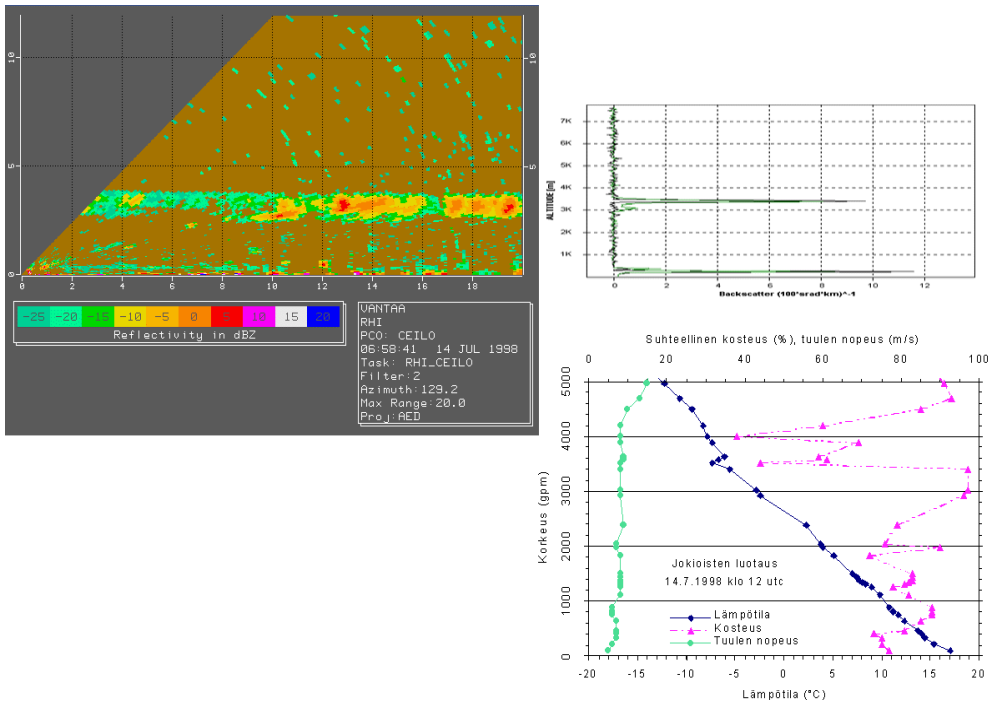 10
10
5
5
0
0 2 4 6 8 10 12 14 16 18
-25 -20 -15 -10 -5 0 5 10 15 20
Reflectivity in dBZ
VANTAA
RHI
PCO: CEILO
06:58:41 14 JUL 1998
Task: RHI_CEILO
Filter:2
Azimuth:129.2
Max Range:20.0
Proj:AED
7K
6K
5K
4K
3K
2K
1K
ALTITUDE [m]
0 2 4 6 8 10 12
Backscatter (100*srad*km)^-1
Suhteellinen kosteus (%), tuulen nopeus (m/s)
0 20 40 60 80 100
5000
4000
3000
2000
1000
0
Korkeus (gpm)
Jokioisten luotaus
14.7.1998 klo 12 utc
Lämpötila
Kosteus
Tuulen nopeus
-20 -15 -10 -5 0 5 10 15 20
Lämpötila (°C)